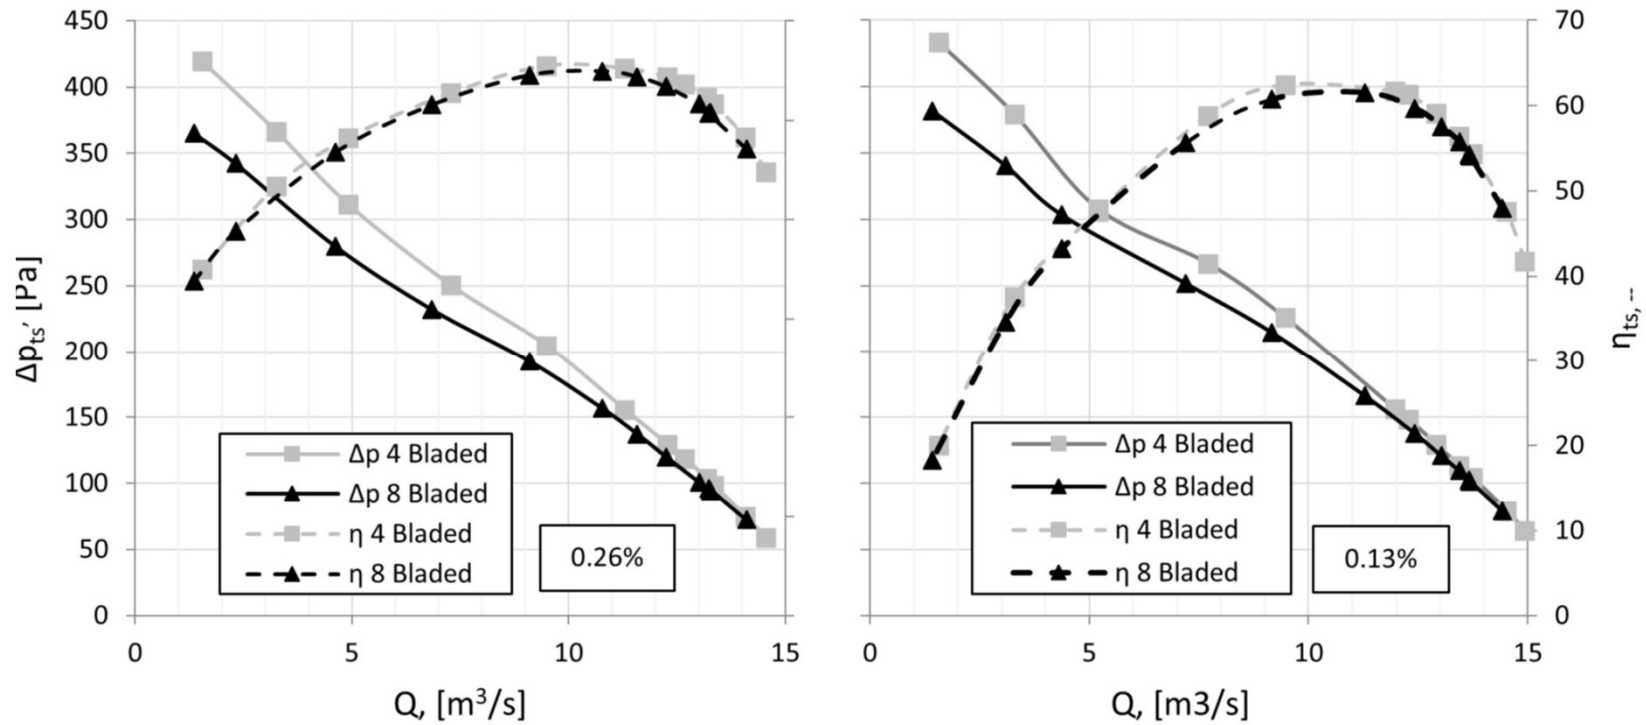 450
400
350
300
250
200
150
100
50
0
Δpts, [Pa]
Δp 4 Bladed
Δp 8 Bladed
η 4 Bladed
η 8 Bladed
0.26%
0
5
10
15
Q, [m³/s]
70
60
50
40
30
20
10
0
ηts, --
Δp 4 Bladed
Δp 8 Bladed
η 4 Bladed
η 8 Bladed
0.13%
0
5
10
15
Q, [m3/s]